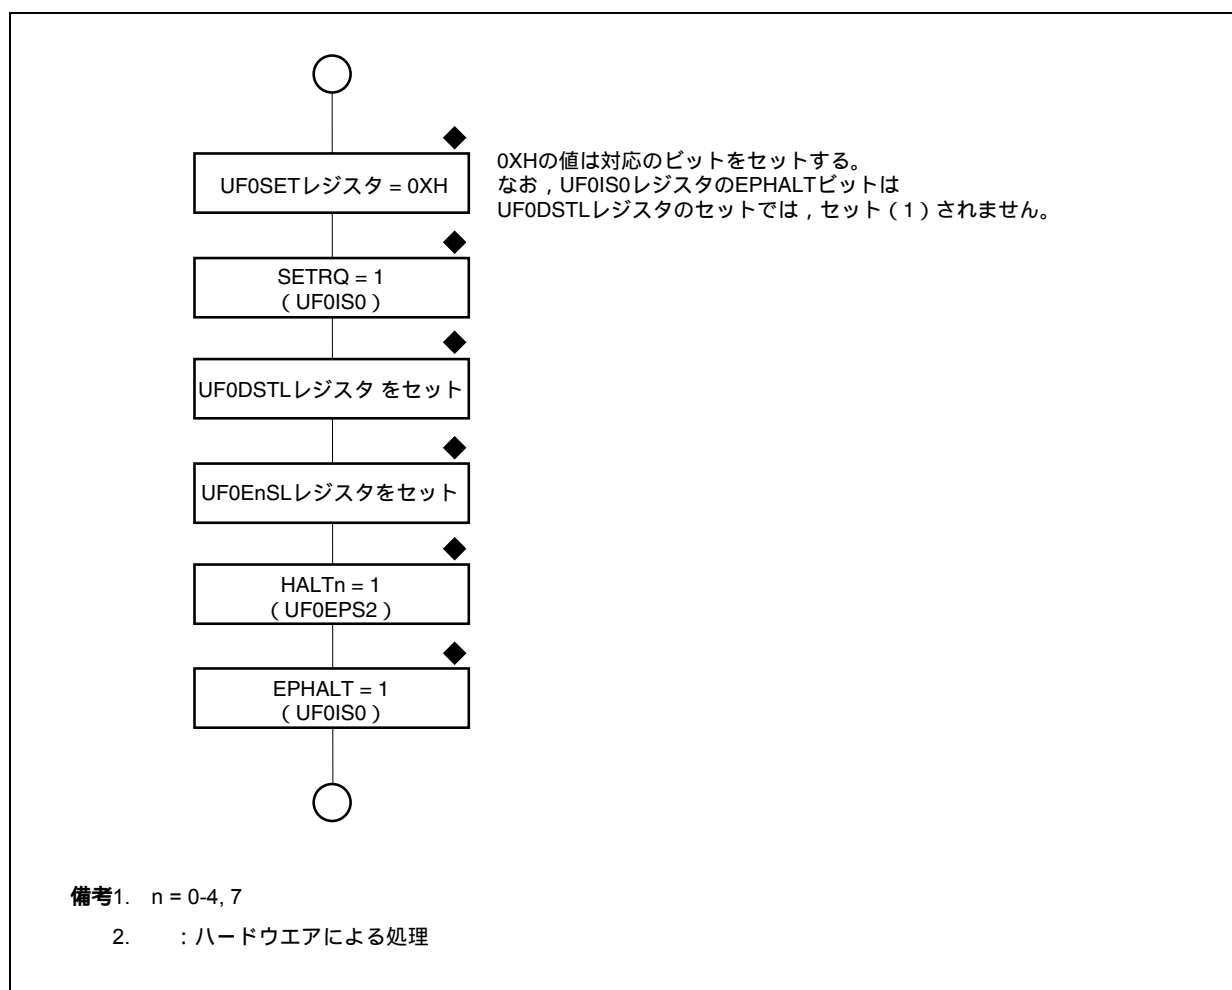 UF0SETレジスタ = 0XH
0XHの値は対応のビットをセットする。
なお，UF0IS0レジスタのEPHALTビットは
UF0DSTLレジスタのセットでは，セット（1）されません。
SETRQ = 1
（UF0IS0）
UF0DSTLレジスタ をセット
UF0EnSLレジスタをセット
HALTn = 1
（UF0EPS2）
EPHALT = 1
（UF0IS0）
備考1. n = 0-4, 7
2. ：ハードウエアによる処理